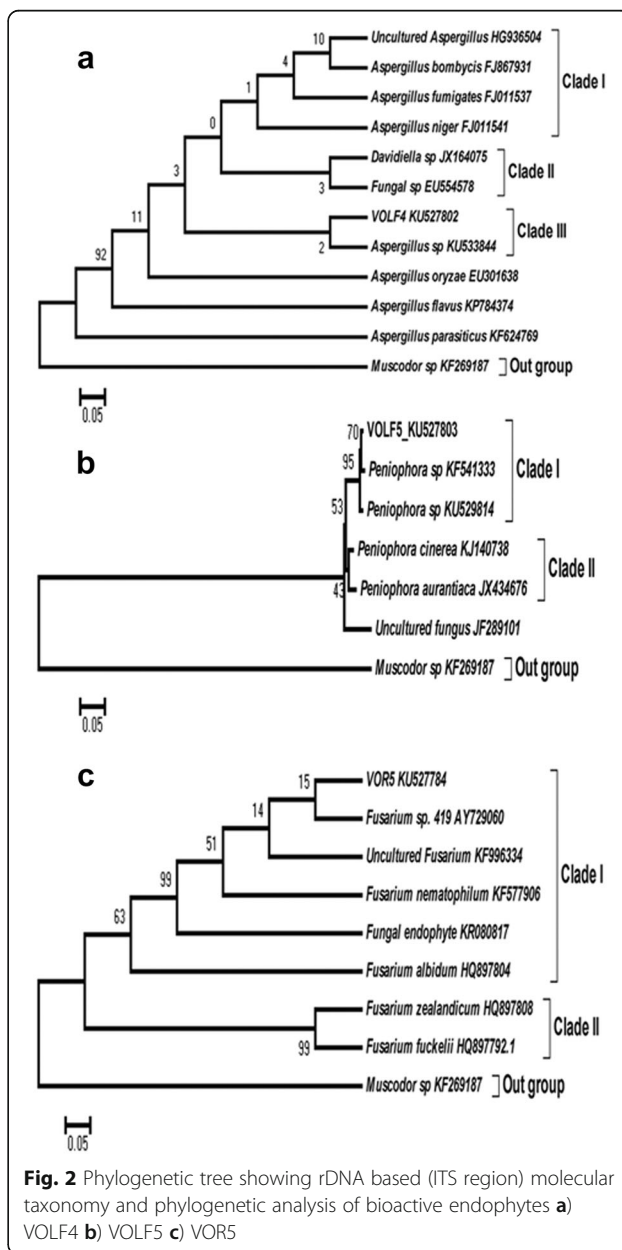 a
10
Uncultured Aspergillus HG936504
4
Aspergillus bombycis FJ867931
Clade I
1
Aspergillus fumigates FJ011537
0
Aspergillus niger FJ011541
3
Davidiella sp JX164075
Clade II
3
Fungal sp EU554578
11
VOLF4 KU527802
Clade III
2
Aspergillus sp KU533844
92
Aspergillus oryzae EU301638
Aspergillus flavus KP784374
Aspergillus parasiticus KF624769
Muscodor sp KF269187
Out group
0.05
b
70
VOLF5_KU527803
95
Peniophora sp KF541333
Clade I
53
Peniophora sp KU529814
Peniophora cinerea KJ140738
Clade II
43
Peniophora aurantiaca JX434676
Uncultured fungus JF289101
Muscodor sp KF269187
Out group
0.05
c
15
VOR5 KU527784
14
Fusarium sp. 419 AY729060
51
Uncultured Fusarium KF996334
Clade I
99
Fusarium nematophilum KF577906
63
Fungal endophyte KR080817
Fusarium albidum HQ897804
Fusarium zealandicum HQ897808
Clade II
99
Fusarium fuckelii HQ897792.1
Muscodor sp KF269187
Out group
0.05
Fig. 2 Phylogenetic tree showing rDNA based (ITS region) molecular
taxonomy and phylogenetic analysis of bioactive endophytes a)
VOLF4 b) VOLF5 c) VOR5